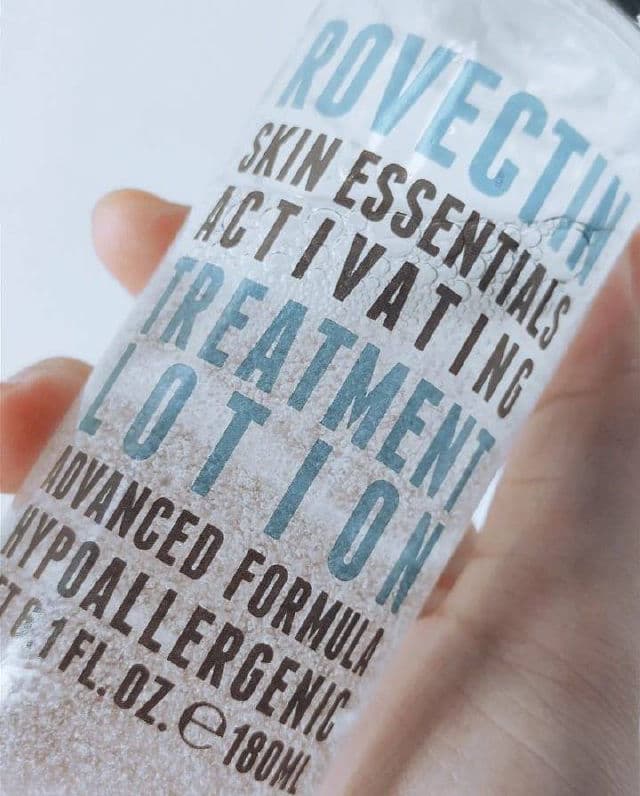 ROVECTIN
SKIN ESSENTIALS
ACTIVATING
TREATMENT
LOTION
ADVANCED FORMULA
HYPOALLERGENIC
6.1 FL. OZ. ℮ 180ML